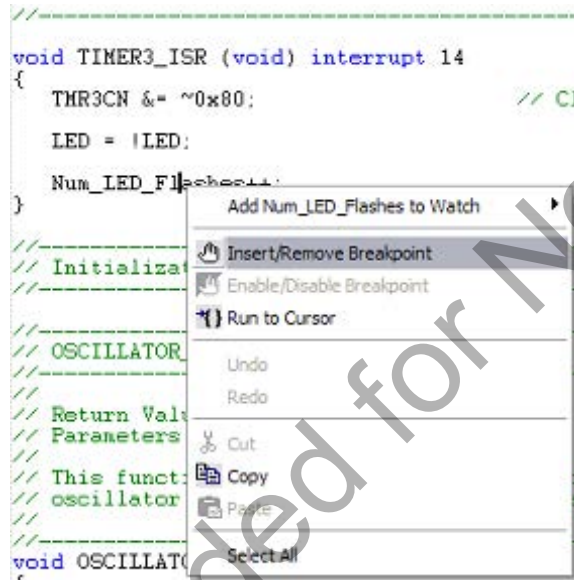 //
void TIMER3_ISR (void) interrupt 14
{
TMR3CN &= ~0x80; //
LED = !LED;
Num_LED_Flashes++;
}
//
// Initializat
//
//
// OSCILLATOR_
//
//
// Return Valu
// Parameters
//
// This funct
// oscillator
//
//
void OSCILLATO
{
Add Num_LED_Flashes to Watch
Insert/Remove Breakpoint
Enable/Disable Breakpoint
Run to Cursor
Undo
Redo
Cut
Copy
Paste
Select All
ded for N